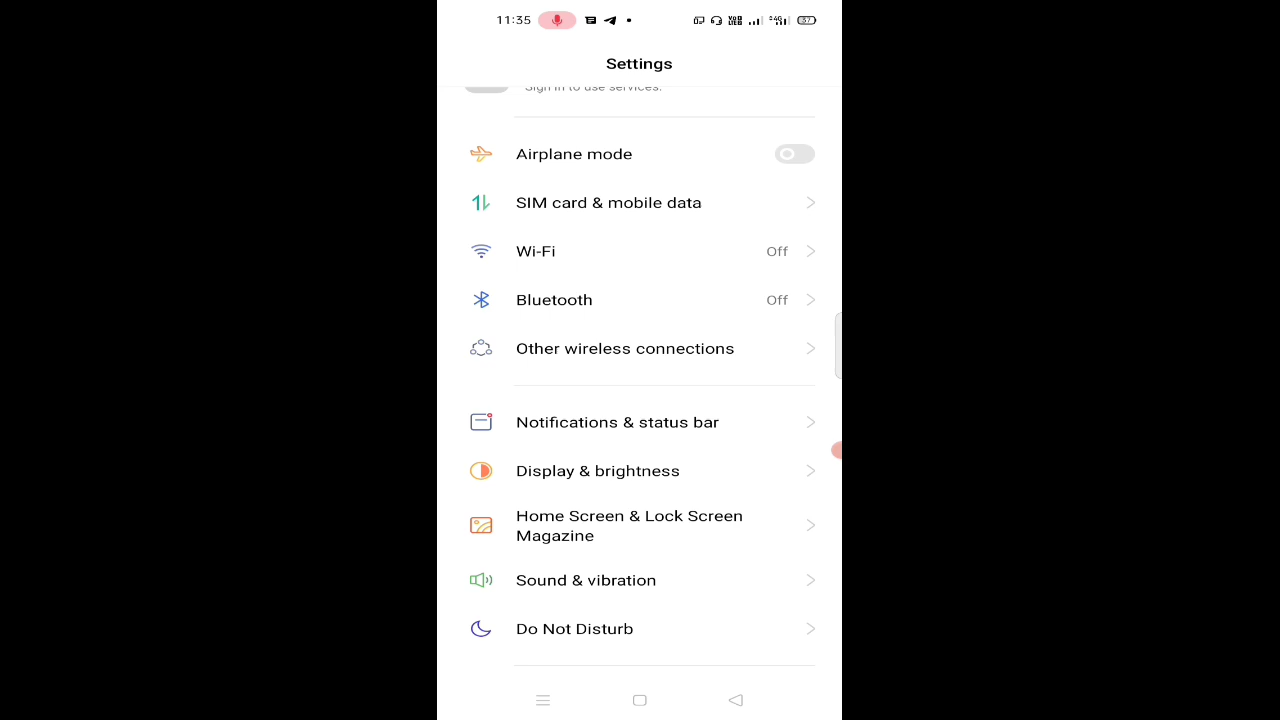 11:35
37
Settings
Sign in to use services.
Airplane mode
SIM card & mobile data
Wi-Fi Off
Bluetooth Off
Other wireless connections
Notifications & status bar
Display & brightness
Home Screen & Lock Screen
Magazine
Sound & vibration
Do Not Disturb